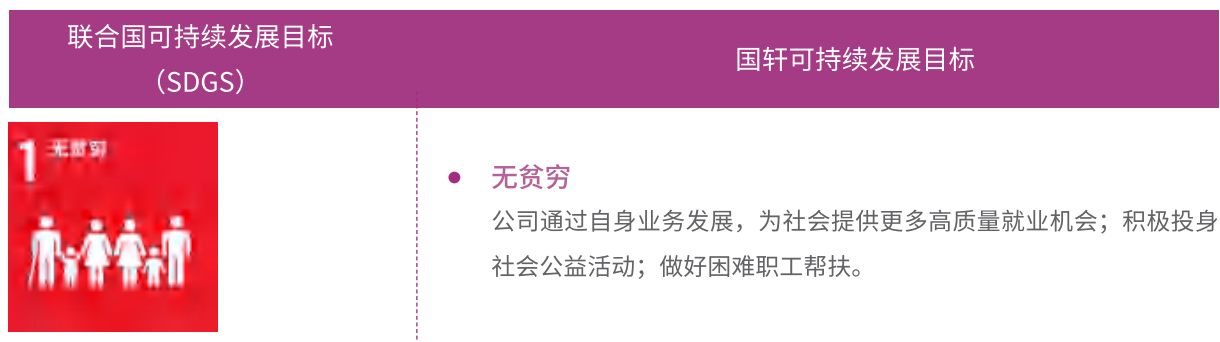 联合国可持续发展目标
（SDGS）
国轩可持续发展目标
1 无贫穷
● 无贫穷
公司通过自身业务发展，为社会提供更多高质量就业机会；积极投身
社会公益活动；做好困难职工帮扶。